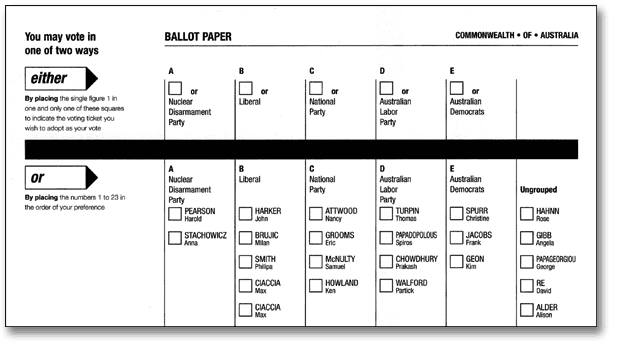 You may vote in
one of two ways
BALLOT PAPER
COMMONWEALTH • OF • AUSTRALIA
either
By placing the single figure 1 in
one and only one of these squares
to indicate the voting ticket you
wish to adopt as your vote
A
or
Nuclear
Disarmament
Party
B
or
Liberal
C
or
National
Party
D
or
Australian
Labor
Party
E
or
Australian
Democrats
or
By placing the numbers 1 to 23 in
the order of your preference
A
Nuclear
Disarmament
Party
PEARSON
Harold
STACHOWICZ
Anna
B
Liberal
HARKER
John
BRUJIC
Milan
SMITH
Philipa
CIACCIA
Max
CIACCIA
Max
C
National
Party
ATTWOOD
Nancy
GROOMS
Eric
McNULTY
Samuel
HOWLAND
Ken
D
Australian
Labor
Party
TURPIN
Thomas
PAPADOPOLOUS
Spiros
CHOWDHURY
Prakash
WALFORD
Partick
E
Australian
Democrats
SPURR
Christine
JACOBS
Frank
GEON
Kim
Ungrouped
HAHNN
Rose
GIBB
Angela
PAPAGEORGIOU
George
RE
David
ALDER
Alison